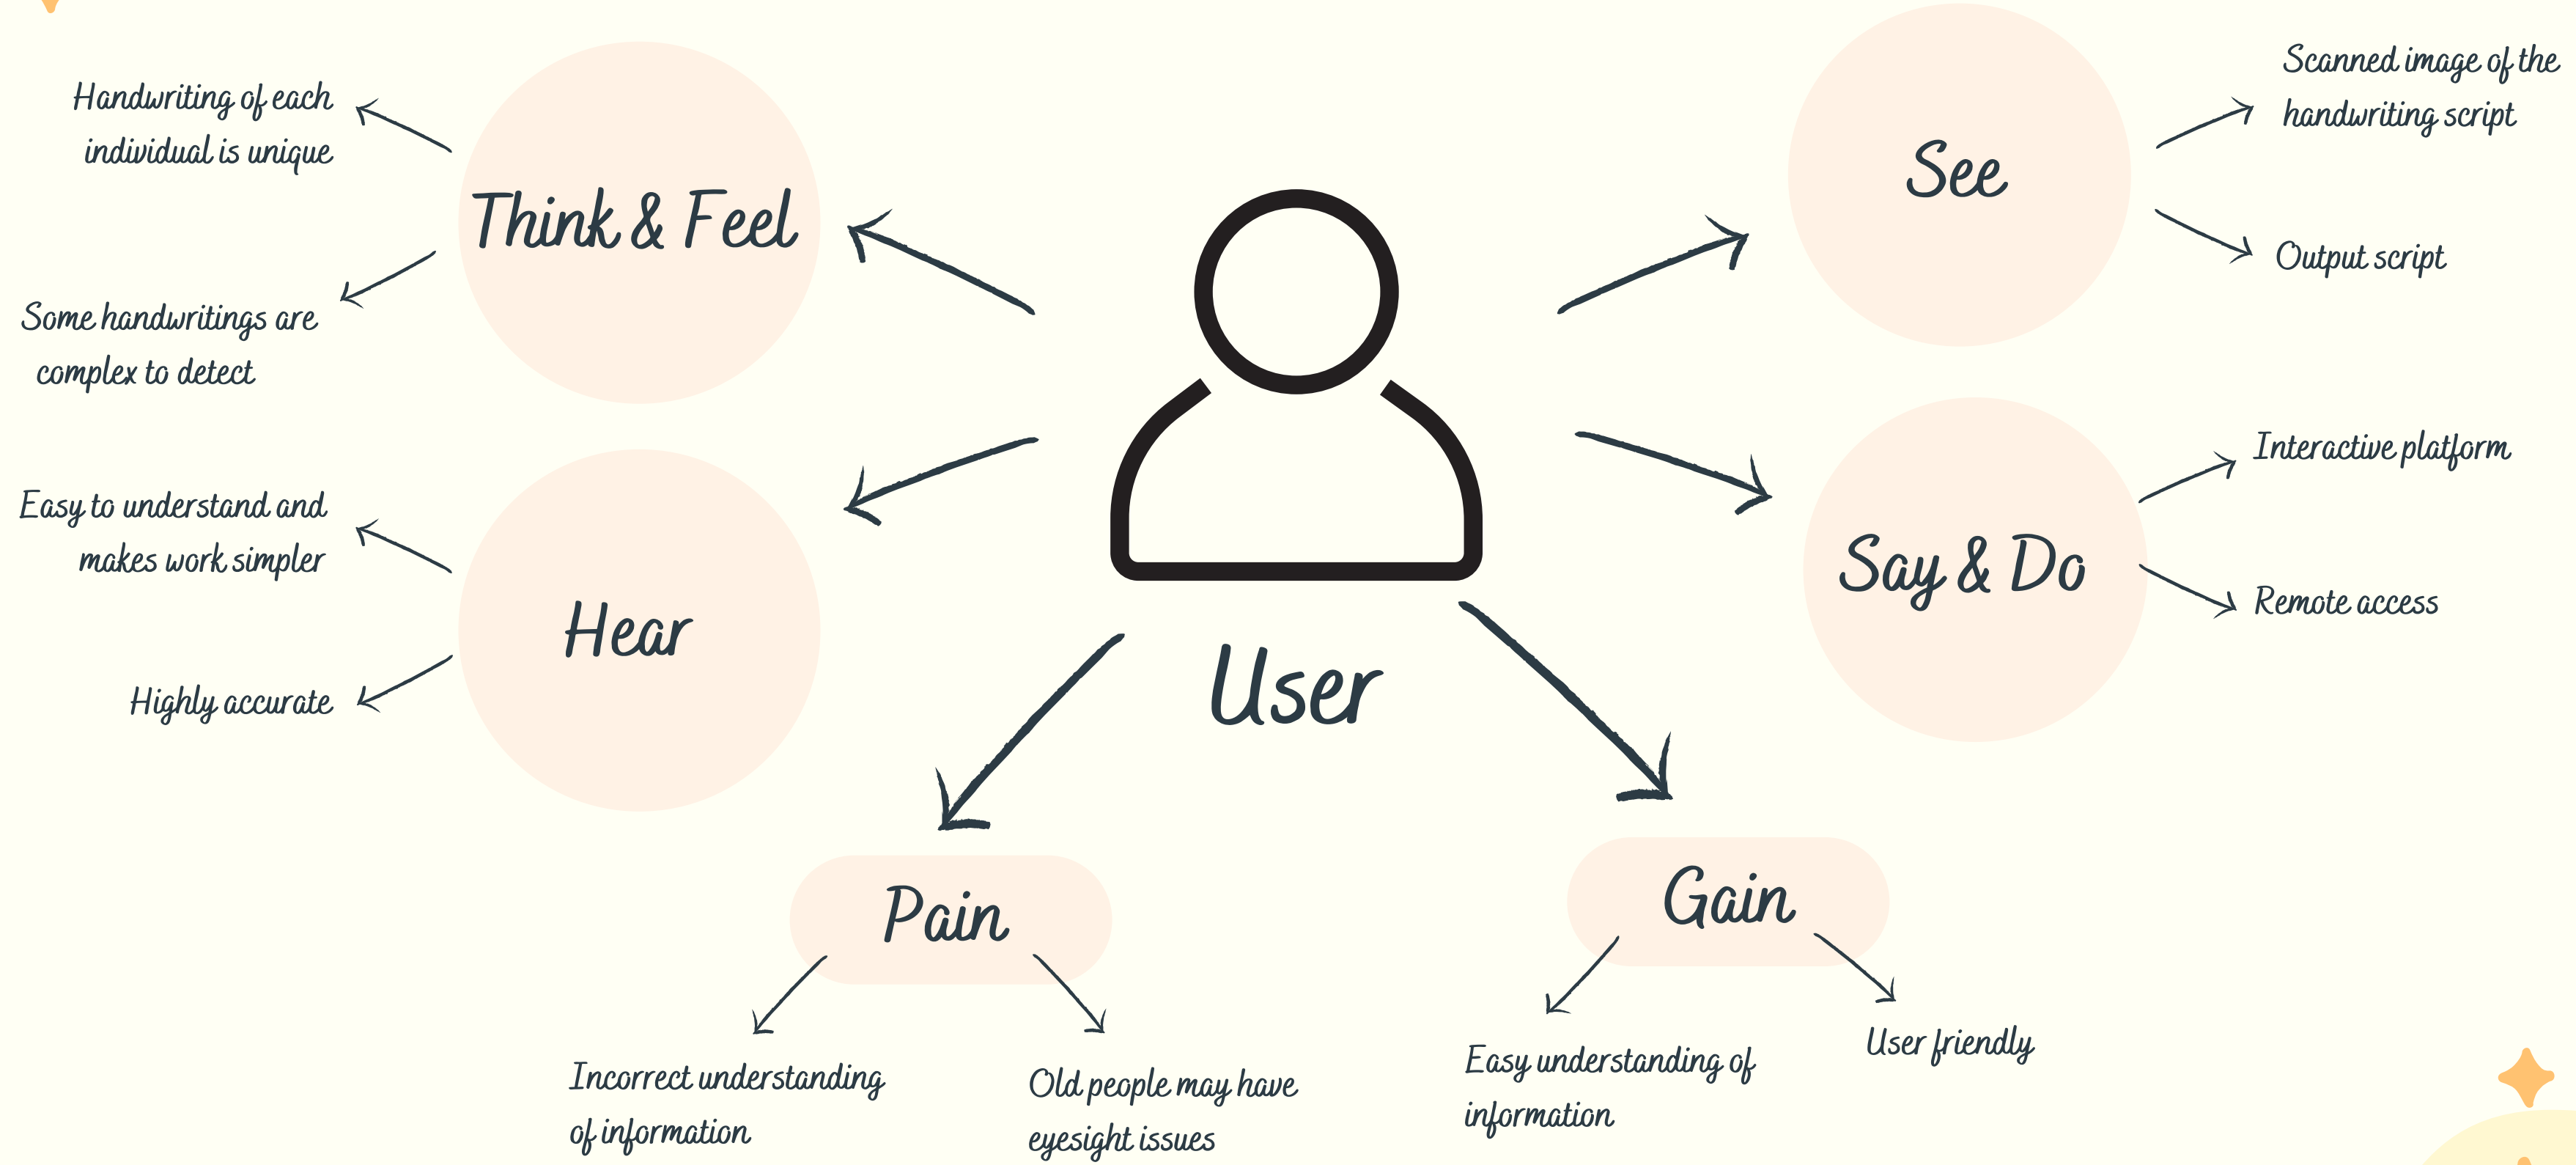 Handwriting of each
individual is unique
Think & Feel
Some handwritings are
complex to detect
Easy to understand and
makes work simpler
Hear
Highly accurate
User
See
Scanned image of the
handwriting script
Output script
Say & Do
Interactive platform
Remote access
Pain
Incorrect understanding
of information
Old people may have
eyesight issues
Gain
Easy understanding of
information
User friendly